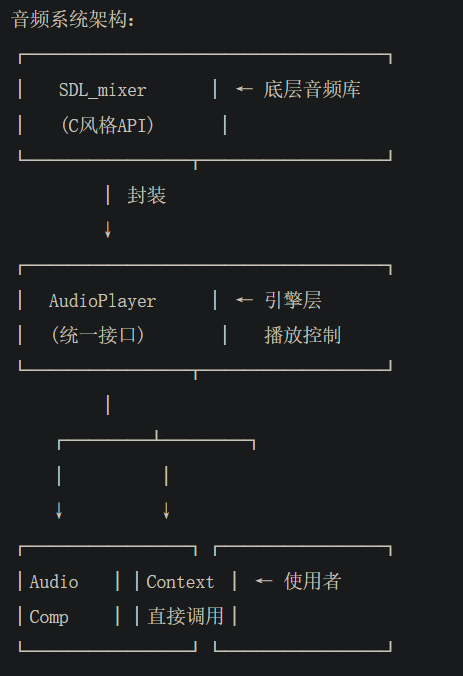 音频系统架构：
SDL_mixer ← 底层音频库
(C风格API)
封装
↓
AudioPlayer ← 引擎层
(统一接口) 播放控制
↓ ↓
Audio Context ← 使用者
Comp 直接调用